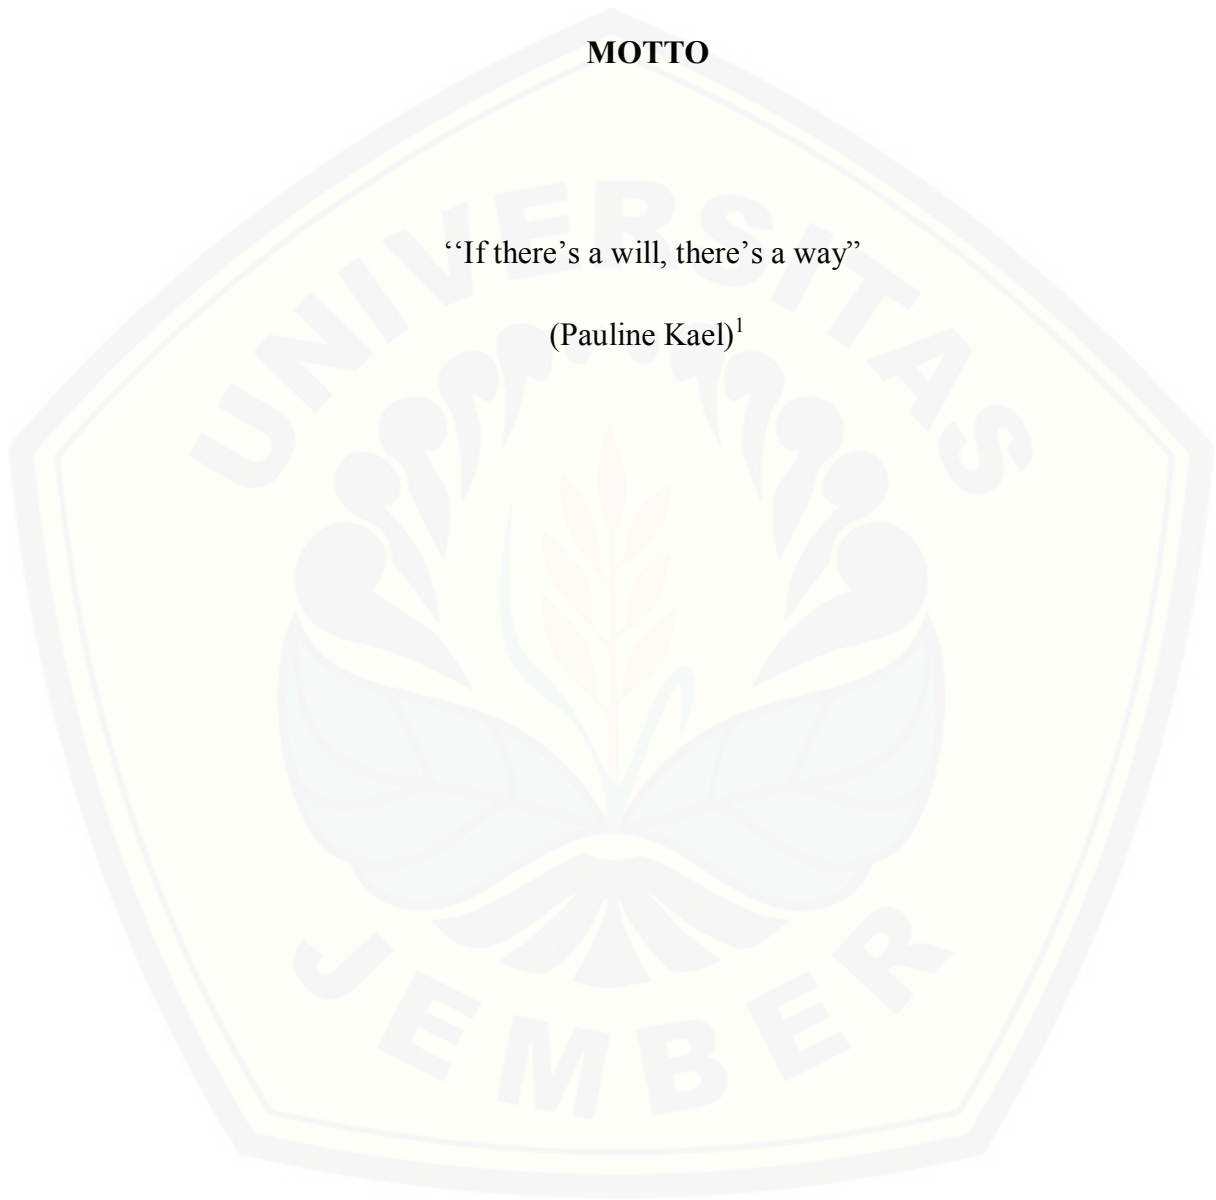 MOTTO
‘‘If there’s a will, there’s a way”
(Pauline Kael)1
UNIVERSITAS
JEMBER